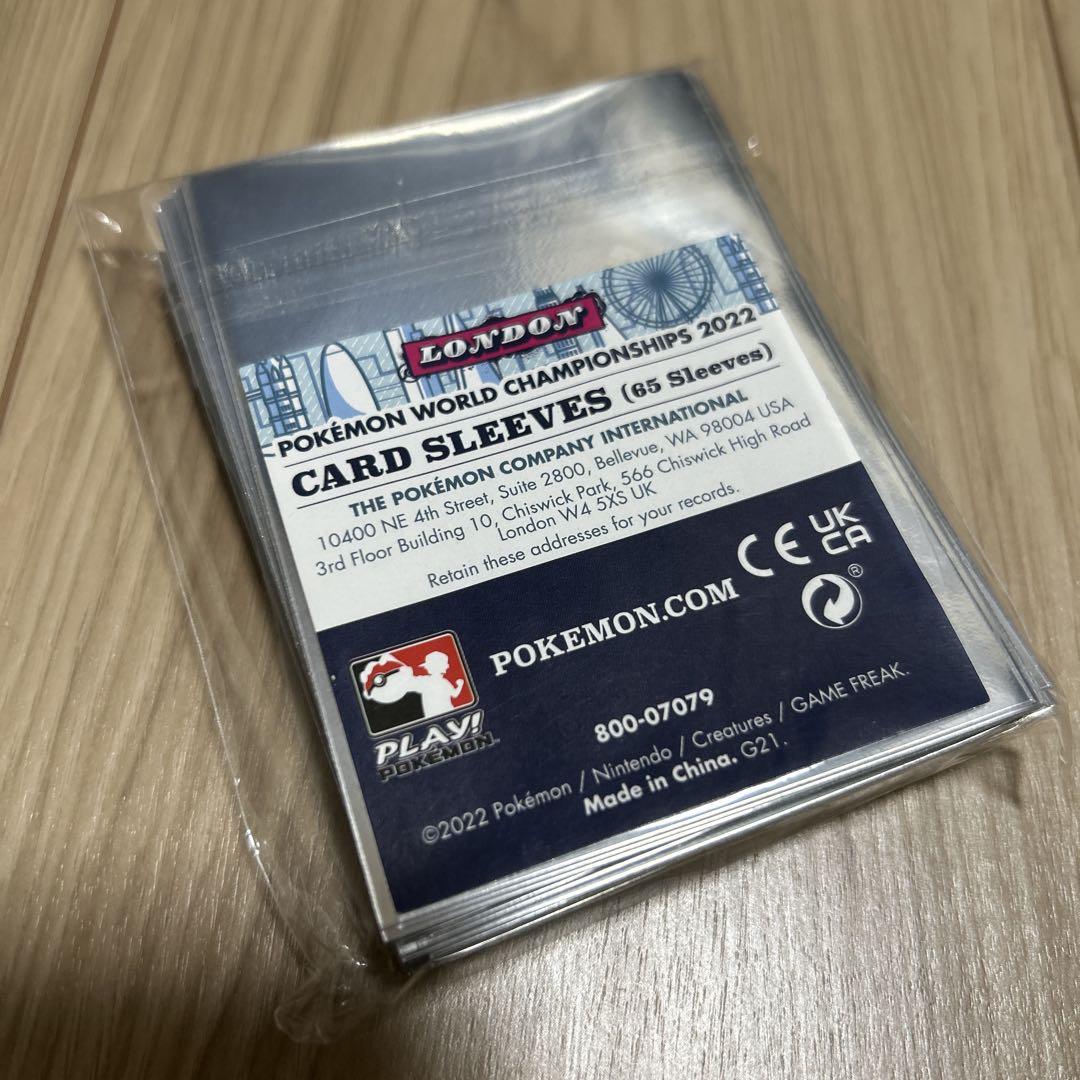 LONDON
POKÉMON WORLD CHAMPIONSHIPS 2022
CARD SLEEVES (65 Sleeves)
THE POKÉMON COMPANY INTERNATIONAL
10400 NE 4th Street, Suite 2800, Bellevue, WA 98004 USA
3rd Floor Building 10, Chiswick Park, 566 Chiswick High Road
London W4 5XS UK
Retain these addresses for your records.
CE UK
CA
®
POKEMON.COM
PLAY!
POKÉMON™
800-07079
©2022 Pokémon / Nintendo / Creatures / GAME FREAK.
Made in China. G21.